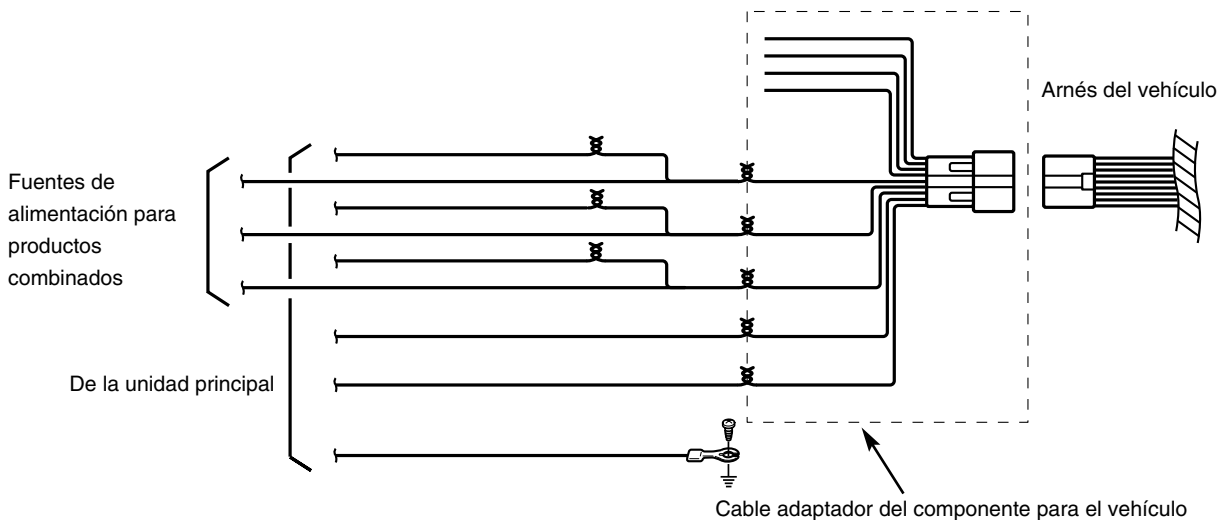 Arnés del vehículo
Fuentes de
alimentación para
productos
combinados
De la unidad principal
Cable adaptador del componente para el vehículo